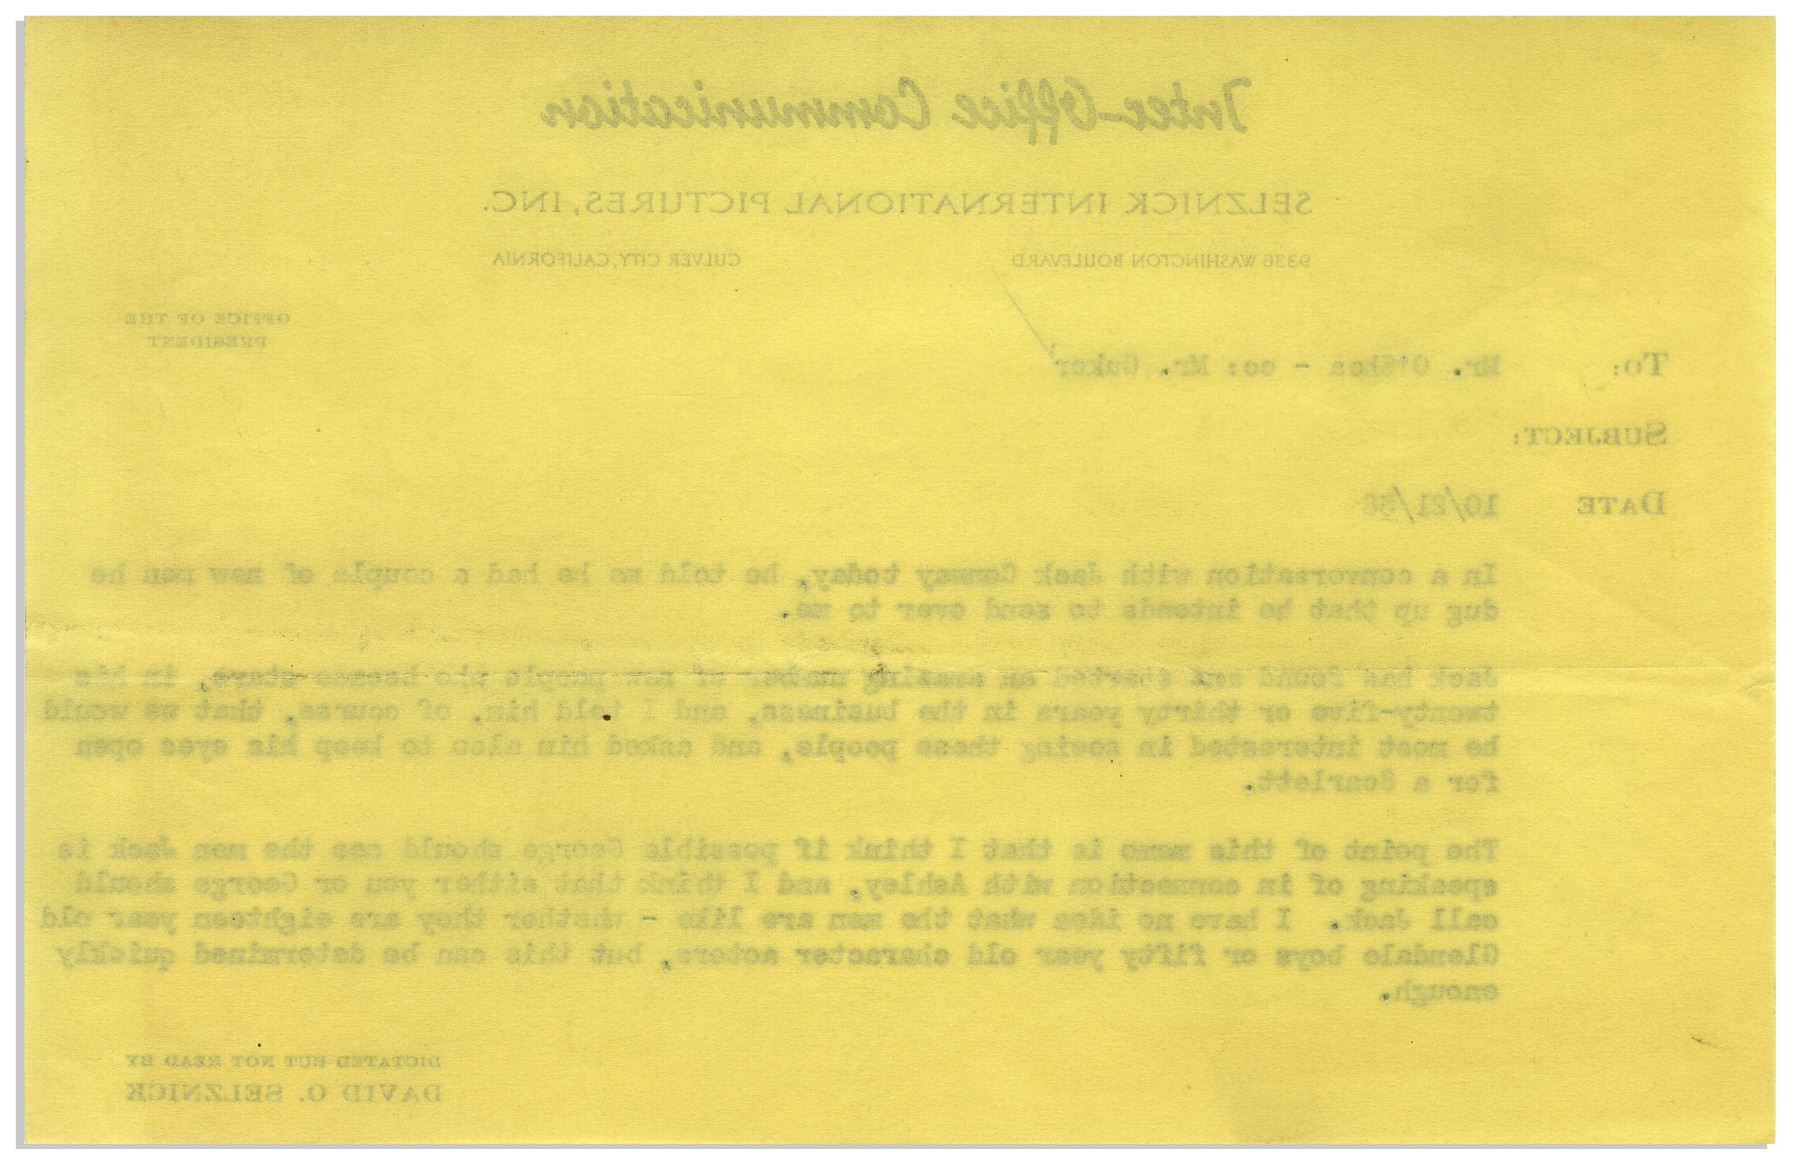 Inter-Office Communication
SELZNICK INTERNATIONAL PICTURES, INC.
9336 WASHINGTON BOULEVARD CULVER CITY, CALIFORNIA
OFFICE OF THE
PRESIDENT
TO: Mr. O'Shea - cc: Mr. Cukor
SUBJECT:
DATE 10/21/36
In a conversation with Jack Conway today, he told me he had a couple of new men he
dug up that he intends to send over to me.
Jack has found and started an amazing number of new people who became stars, in his
twenty-five or thirty years in the business, and I told him, of course, that we would
be most interested in seeing these people, and asked him also to keep his eyes open
for a Scarlett.
The point of this memo is that I think if possible George should see the men Jack is
speaking of in connection with Ashley, and I think that either you or George should
call Jack. I have no idea what the men are like - whether they are eighteen year old
Glendale boys or fifty year old character actors, but this can be determined quickly
enough.
DICTATED BUT NOT READ BY
DAVID O. SELZNICK